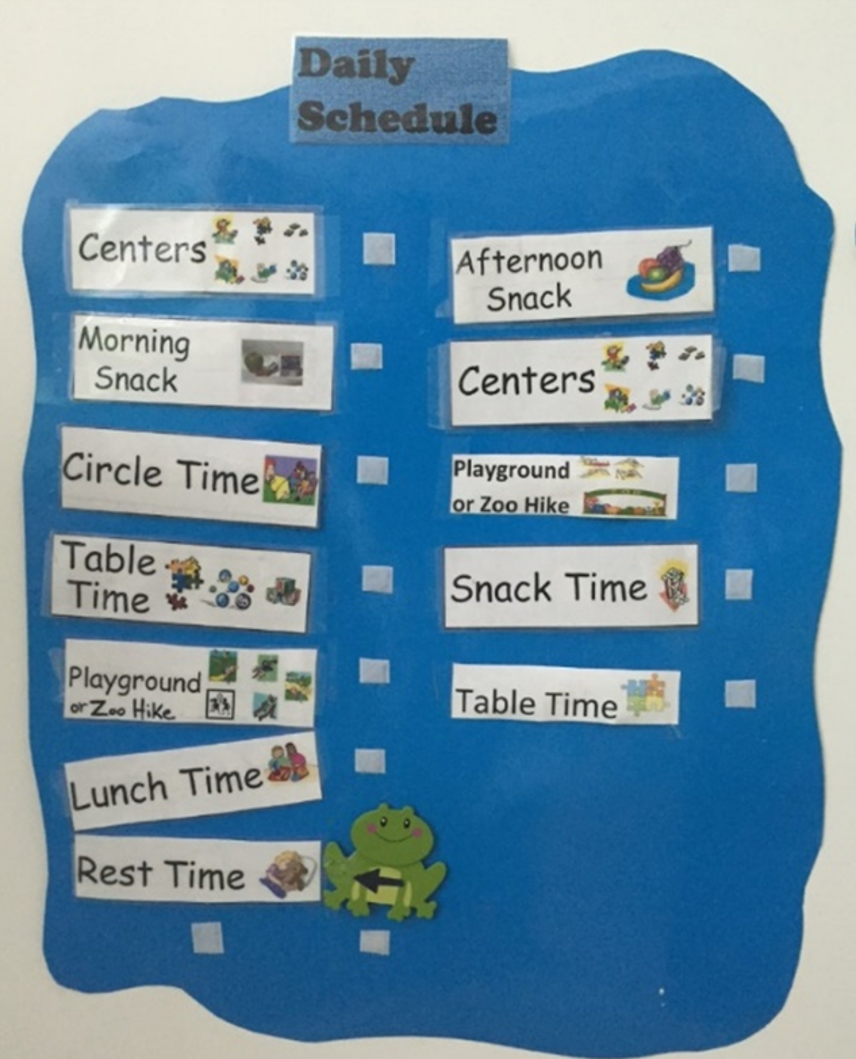 Daily
Schedule
Centers
Morning
Snack
Circle Time
Table
Time
Playground
or Zoo Hike
Lunch Time
Rest Time
Afternoon
Snack
Centers
Playground
or Zoo Hike
Snack Time
Table Time